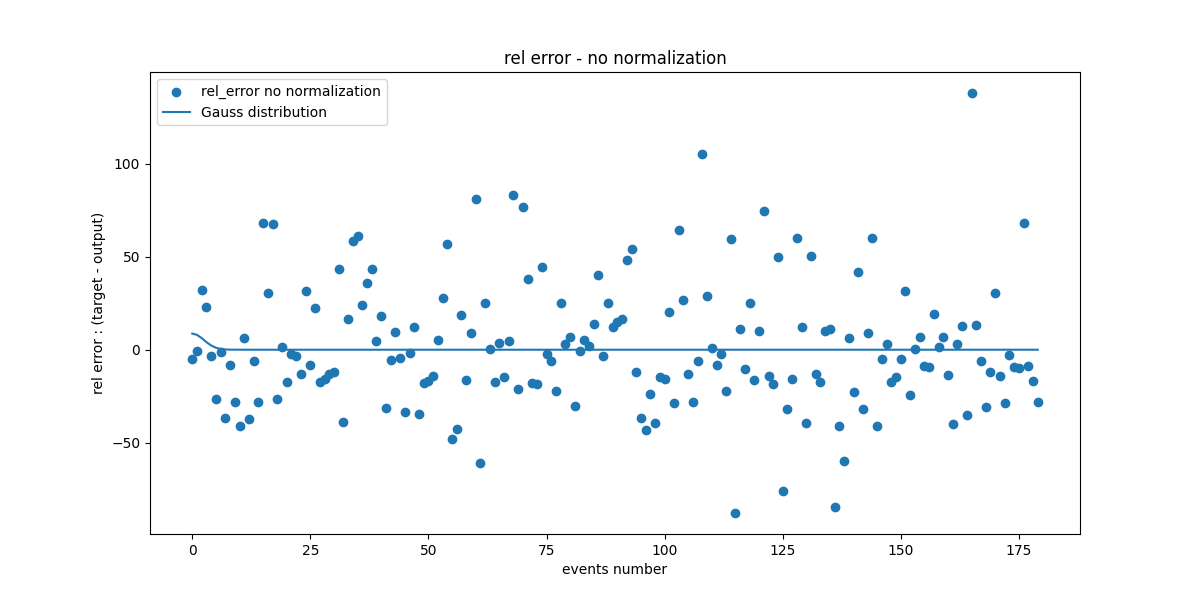 rel error - no normalization
rel_error no normalization
Gauss distribution
rel error : (target - output)
100
50
0
−50
0
25
50
75
100
125
150
175
events number